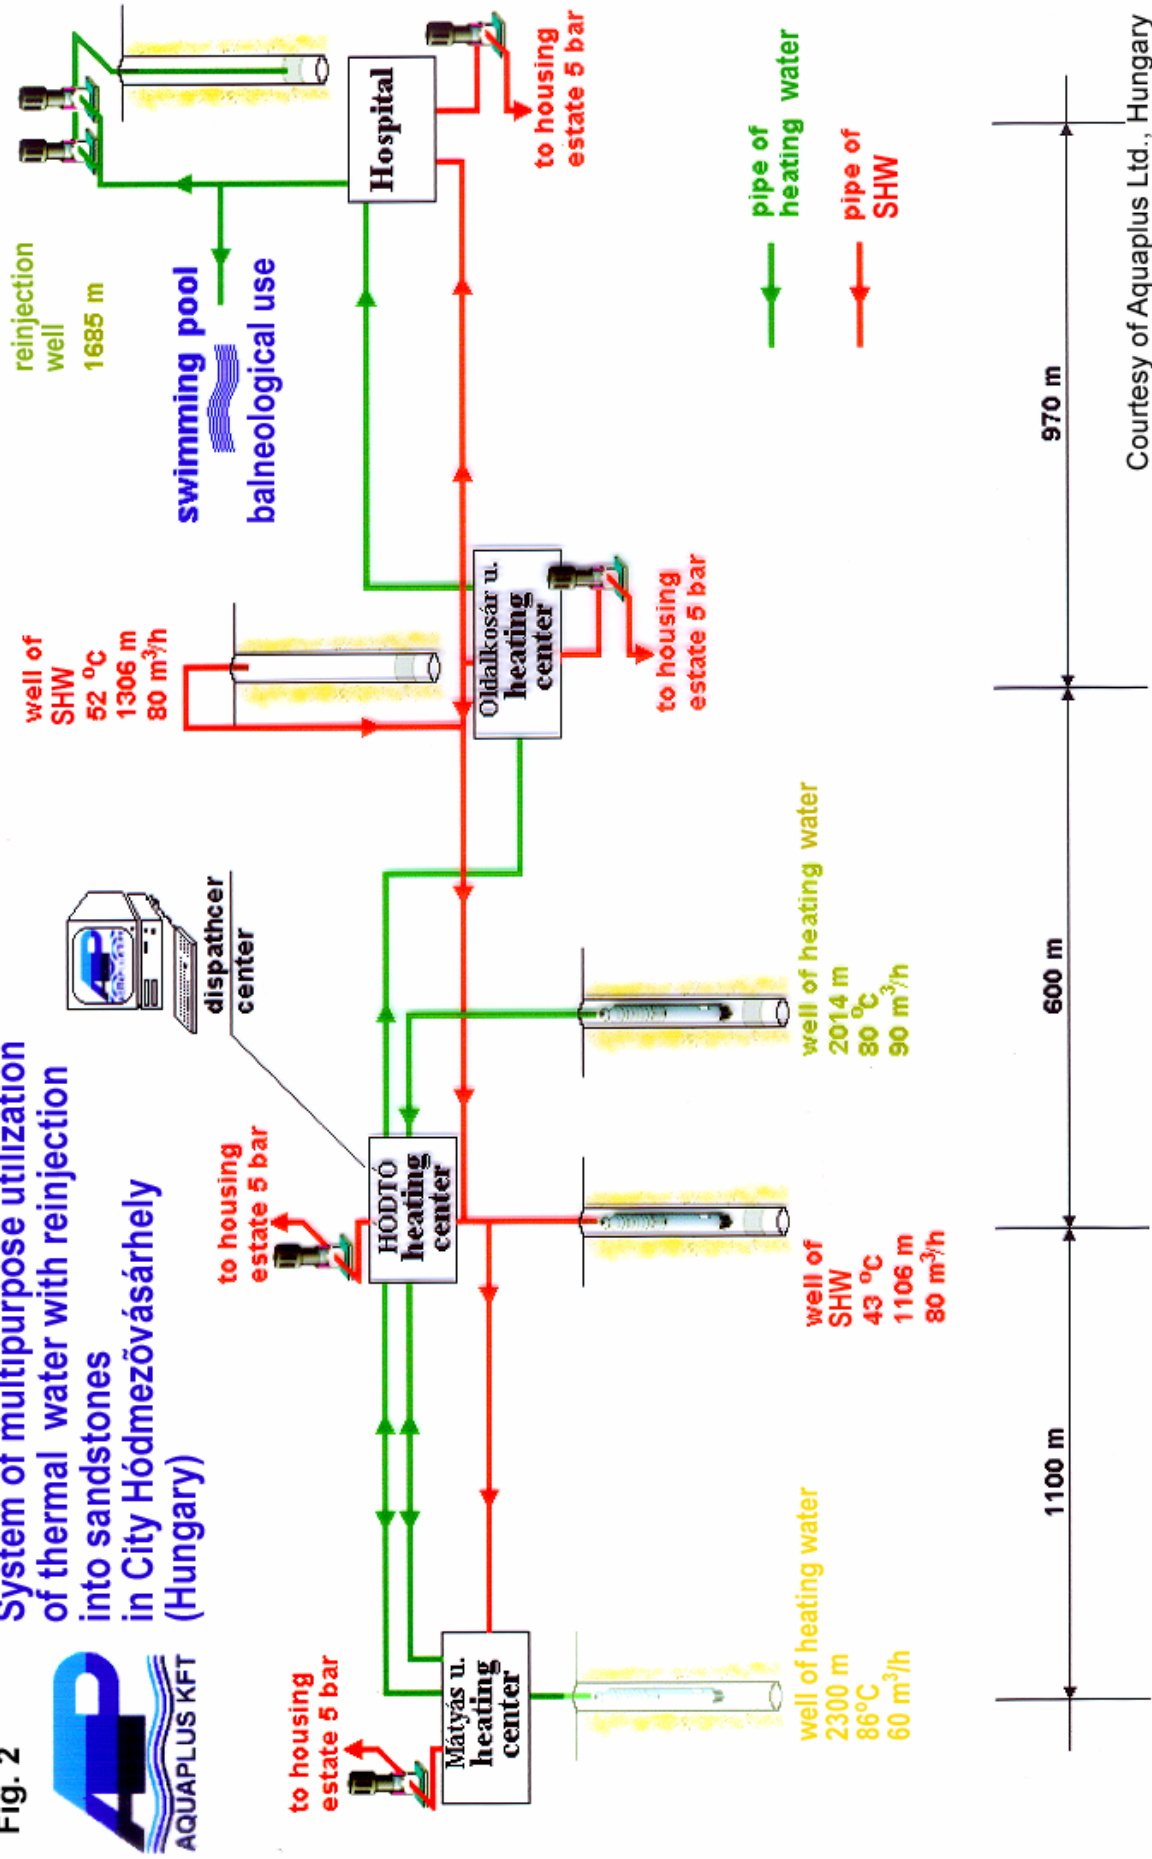 Fig. 2
System of multipurpose utilization
of thermal water with reinjection
into sandstones
in City Hódmezõvásárhely
(Hungary)
AQUAPLUS KFT
dispathcer
center
well of
SHW
52 °C
1306 m
80 m³/h
reinjection
well
1685 m
swimming pool
balneological use
to housing
estate 5 bar
Mátyás u.
heating
center
to housing
estate 5 bar
HÓDTÓ
heating
center
Oldalkosár u.
heating
center
to housing
estate 5 bar
Hospital
to housing
estate 5 bar
well of heating water
2300 m
86°C
60 m³/h
well of
SHW
43 °C
1106 m
80 m³/h
well of heating water
2014 m
80 °C
90 m³/h
pipe of
heating water
pipe of
SHW
1100 m
600 m
970 m
Courtesy of Aquaplus Ltd., Hungary